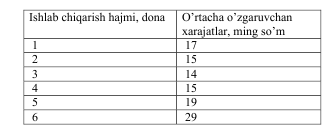 Ishlab chiqarish hajmi, dona | O’rtacha o’zgaruvchan xarajatlar, ming so’m
1 | 17
2 | 15
3 | 14
4 | 15
5 | 19
6 | 29